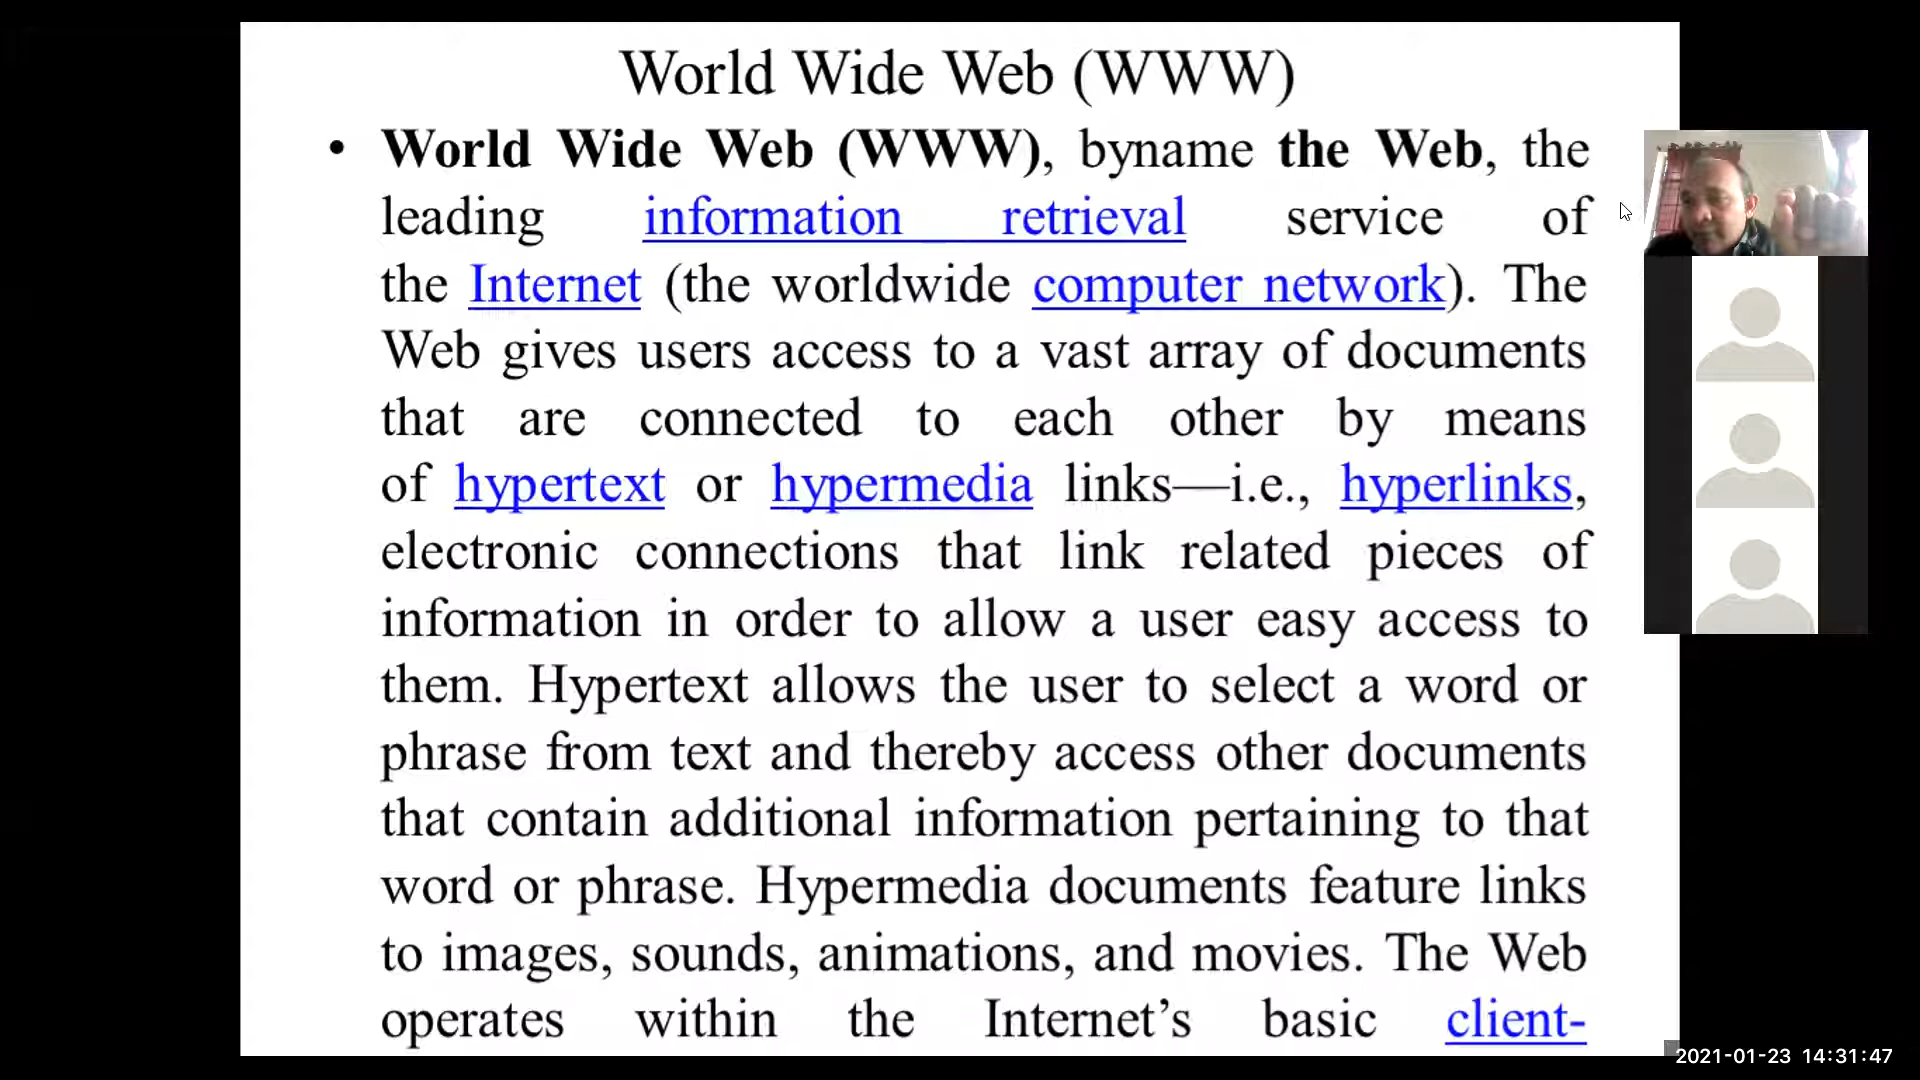 World Wide Web (WWW)
• World Wide Web (WWW), byname the Web, the
leading information retrieval service of
the Internet (the worldwide computer network). The
Web gives users access to a vast array of documents
that are connected to each other by means
of hypertext or hypermedia links—i.e., hyperlinks,
electronic connections that link related pieces of
information in order to allow a user easy access to
them. Hypertext allows the user to select a word or
phrase from text and thereby access other documents
that contain additional information pertaining to that
word or phrase. Hypermedia documents feature links
to images, sounds, animations, and movies. The Web
operates within the Internet’s basic client-
2021-01-23 14:31:47